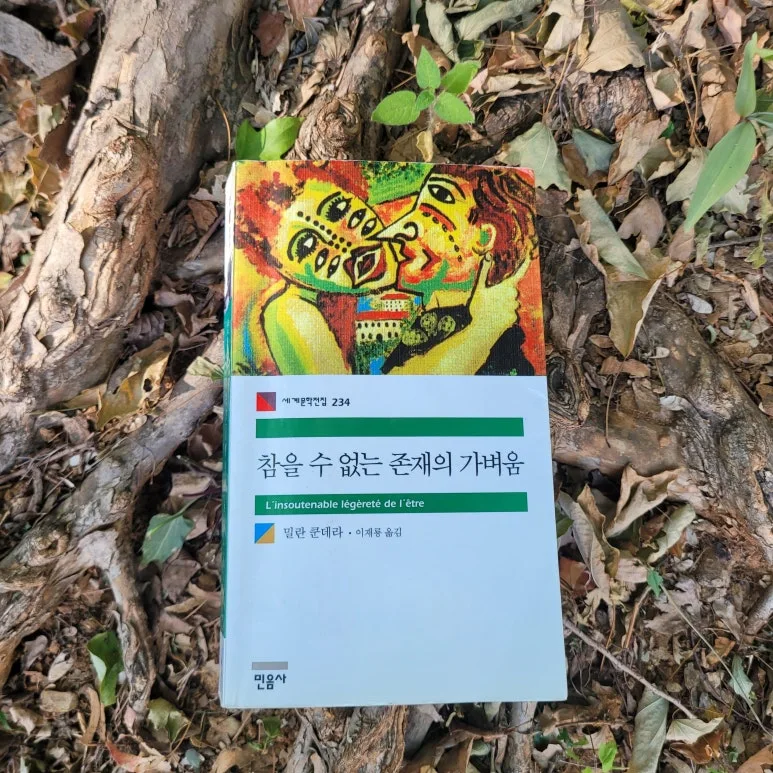 세계문학전집 234
참을 수 없는 존재의 가벼움
L'insoutenable légèreté de l'être
밀란 쿤데라 · 이재룡 옮김
민음사